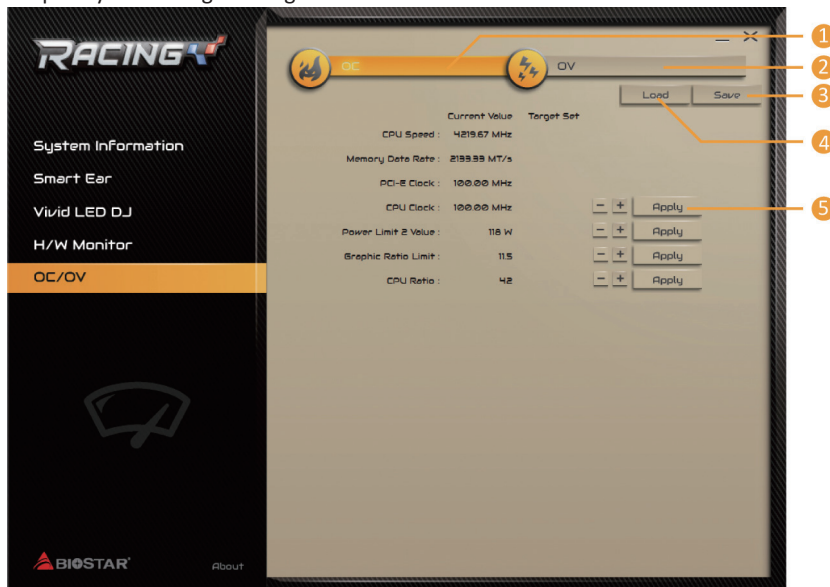 RACING
System Information
Smart Ear
Vivid LED DJ
H/W Monitor
OC/OV
BIOSTAR
About
OC
OV
Load
Save
Current Value Target Set
CPU Speed : 4219.67 MHz
Memory Data Rate : 2133.33 MT/s
PCI-E Clock : 100.00 MHz
CPU Clock : 100.00 MHz - + Apply
Power Limit 2 Value : 118 W - + Apply
Graphic Ratio Limit : 11.5 - + Apply
CPU Ratio : 42 - + Apply
1
2
3
4
5